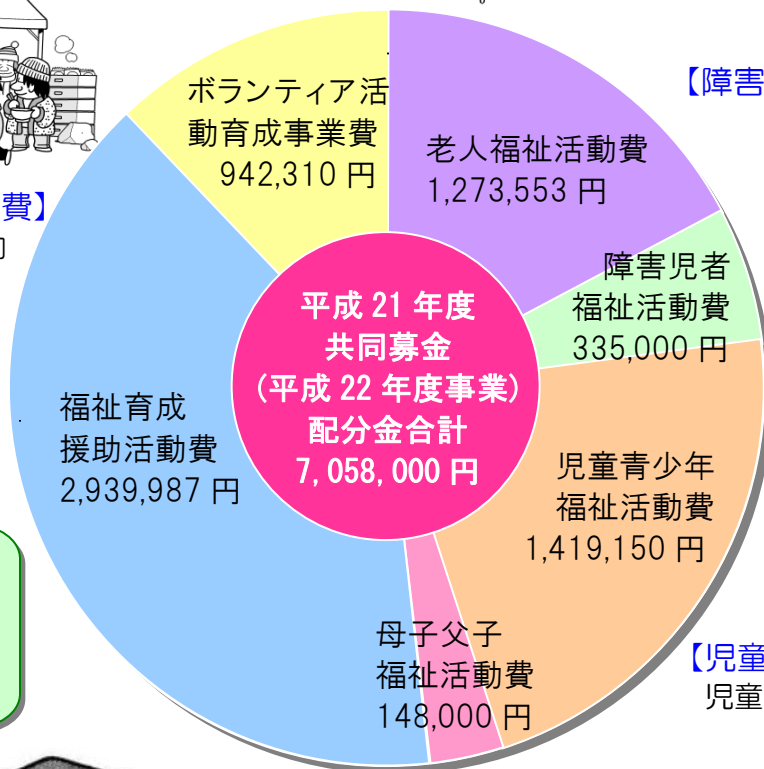 ボランティア活
動育成事業費
942,310 円
老人福祉活動費
1,273,553 円
【障害
障害児者
福祉活動費
335,000 円
費】
平成 21 年度
共同募金
(平成 22 年度事業)
配分金合計
7,058,000 円
福祉育成
援助活動費
2,939,987 円
児童青少年
福祉活動費
1,419,150 円
母子父子
福祉活動費
148,000 円
【児童
児童